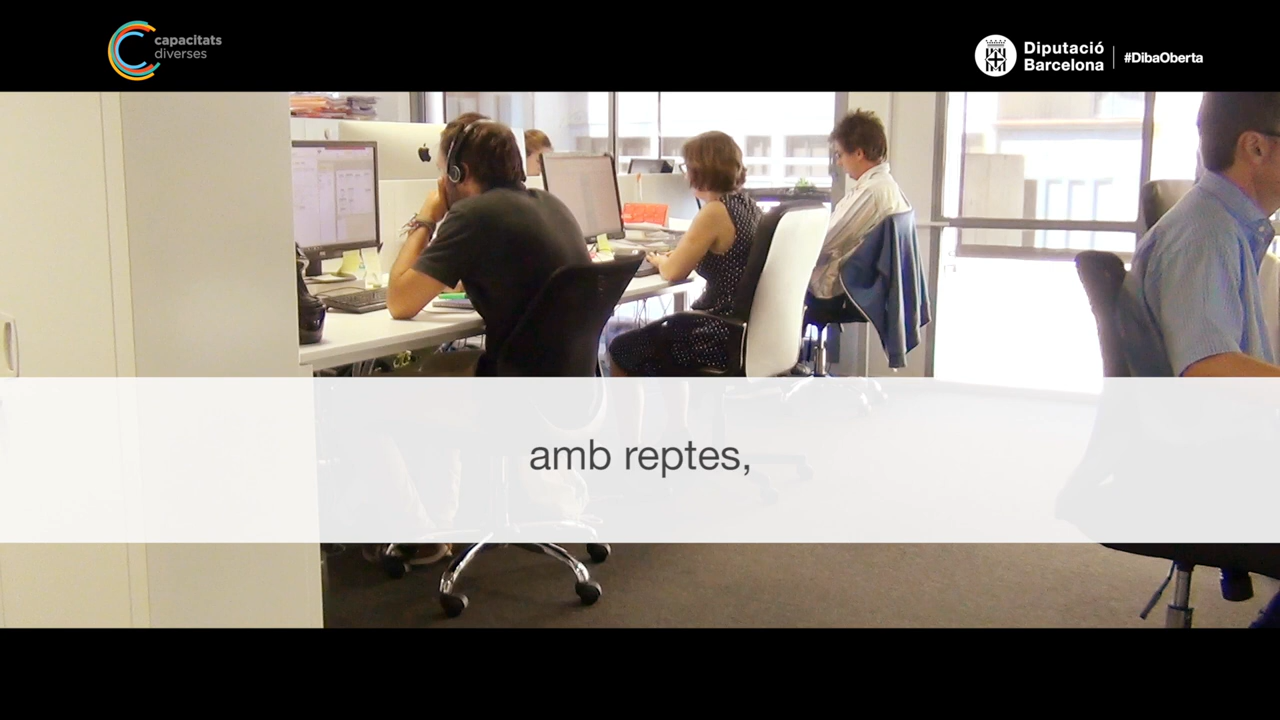 capacitats
diverses
Diputació
Barcelona
#DibaOberta
amb reptes,